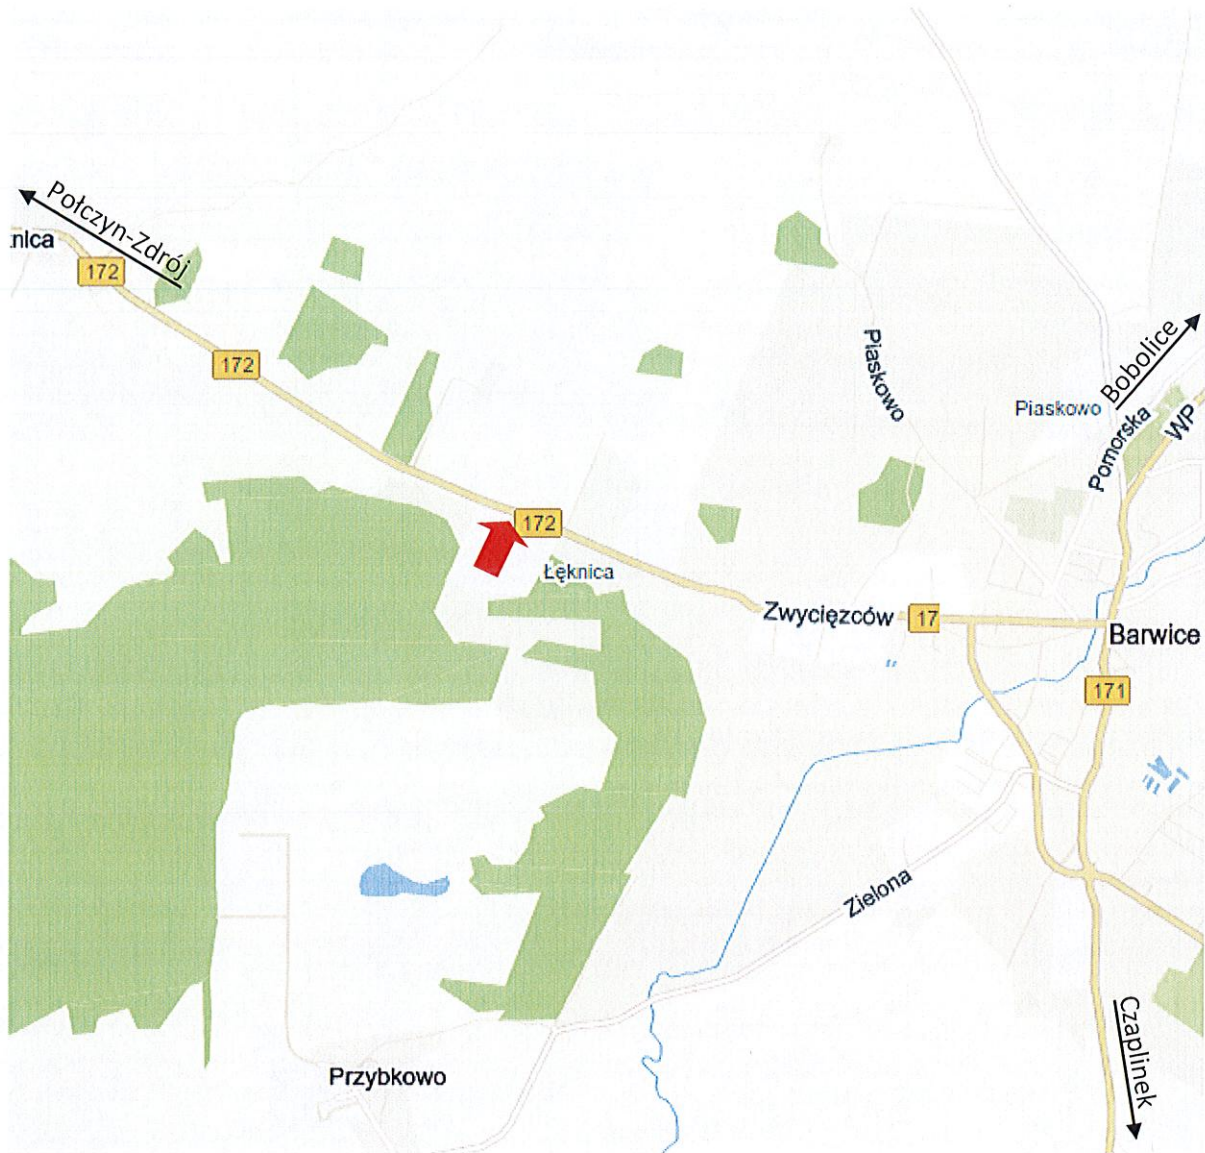 Połczyn-Zdrój
nica
172
172
Piaskowo
Bobolice
Piaskowo
Pomorska
WP
172
Łęknica
Zwycięzców
17
Barwice
171
Zielona
Czaplinek
Przybkowo